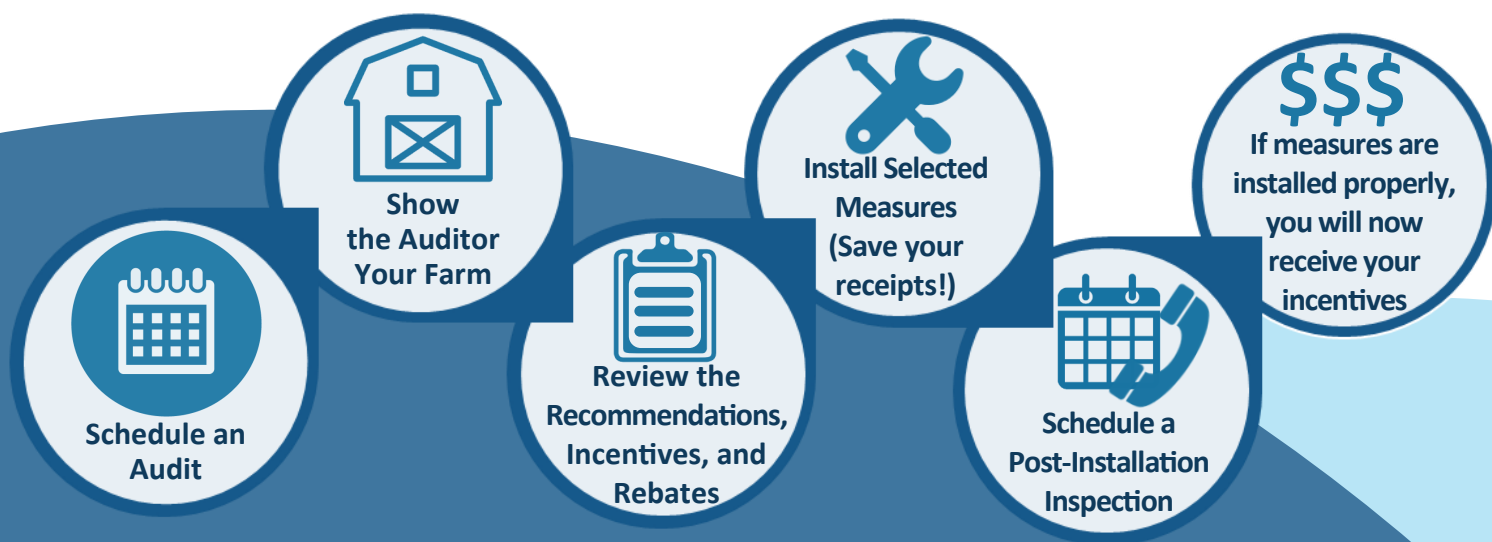 Schedule an
Audit
Show
the Auditor
Your Farm
Review the
Recommendations,
Incentives, and
Rebates
Install Selected
Measures
(Save your
receipts!)
Schedule a
Post-Installation
Inspection
$$$
If measures are
installed properly,
you will now
receive your
incentives